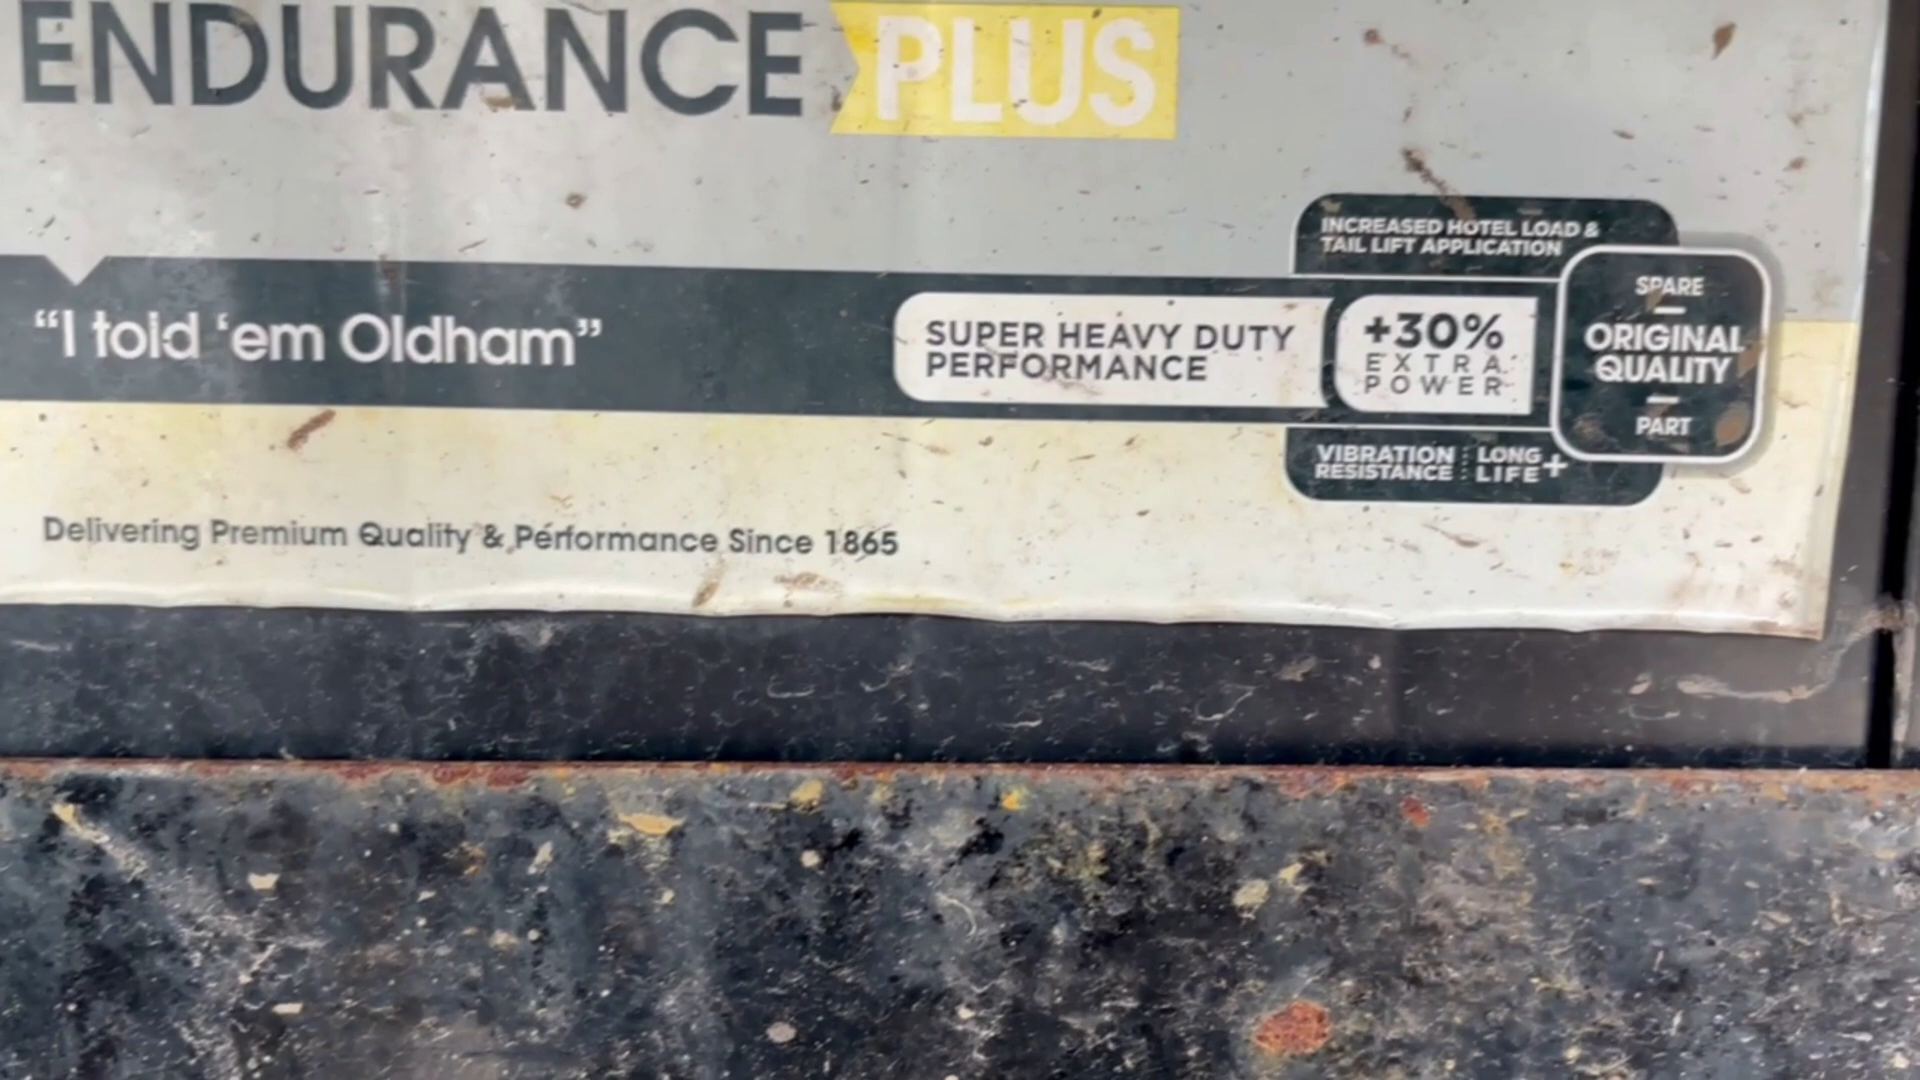 ENDURANCE PLUS
INCREASED HOTEL LOAD &
TAIL LIFT APPLICATION
"I told 'em Oldham"
SUPER HEAVY DUTY
PERFORMANCE
+30%
EXTRA
POWER
SPARE
ORIGINAL
QUALITY
PART
VIBRATION
RESISTANCE
LONG
LIFE +
Delivering Premium Quality & Performance Since 1865